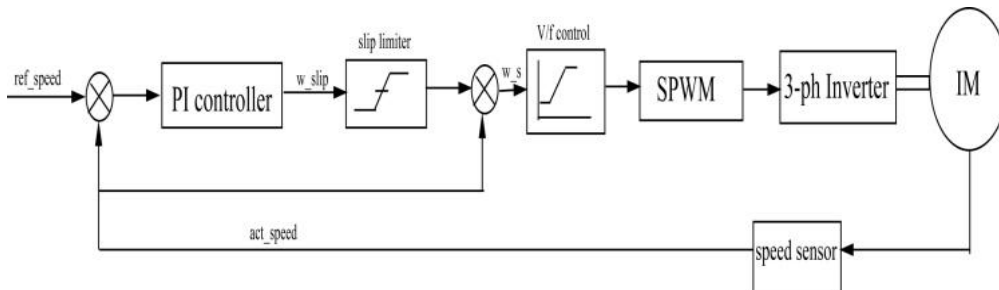 ref_speed
PI controller
w_slip
slip limiter
w_s
V/f control
SPWM
3-ph Inverter
IM
act_speed
speed sensor